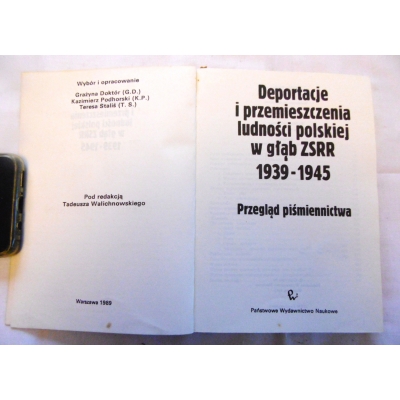 Wybór i opracowanie
Grażyna Doktór (G.D.)
Kazimierz Podhorski (K.P.)
Teresa Staliś (T. S.)
Pod redakcją
Tadeusza Walichnowskiego
Warszawa 1989
Deportacje
i przemieszczenia
ludności polskiej
w głąb ZSRR
1939-1945
Przegląd piśmiennictwa
Państwowe Wydawnictwo Naukowe